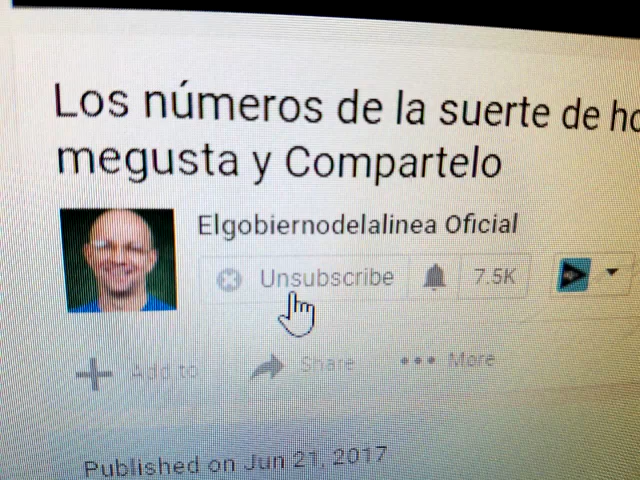 Los números de la suerte de
megusta y Compartelo
Elgobiernodelalinea Oficial
Unsubscribe 7.5K
Add to Share More
Published on Jun 21, 2017